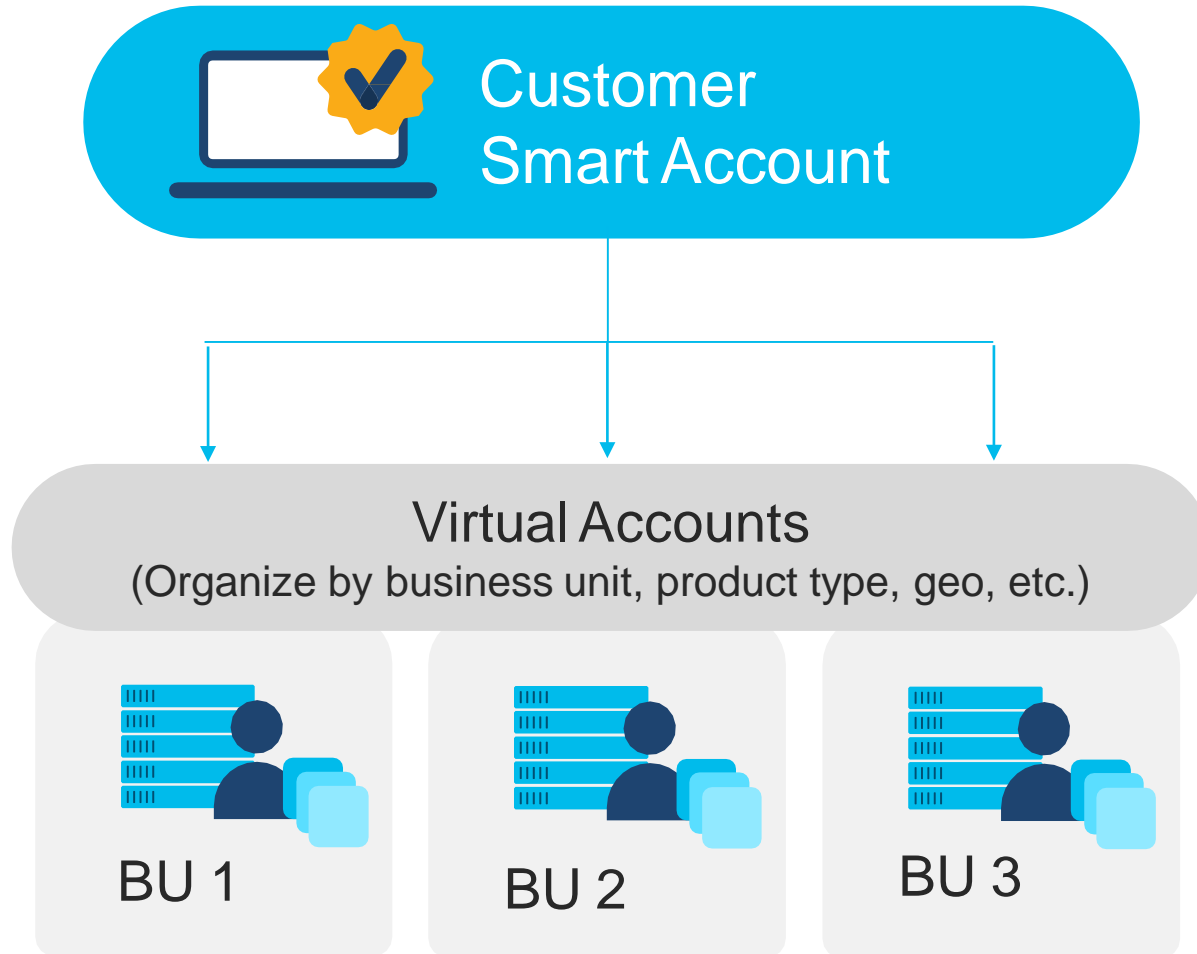 Customer
Smart Account
Virtual Accounts
(Organize by business unit, product type, geo, etc.)
BU 1
BU 2
BU 3